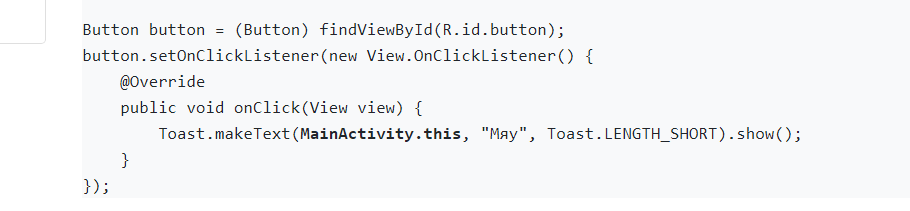 Button button = (Button) findViewById(R.id.button);
button.setOnClickListener(new View.OnClickListener() {
    @Override
    public void onClick(View view) {
        Toast.makeText(MainActivity.this, "Мяу", Toast.LENGTH_SHORT).show();
    }
});